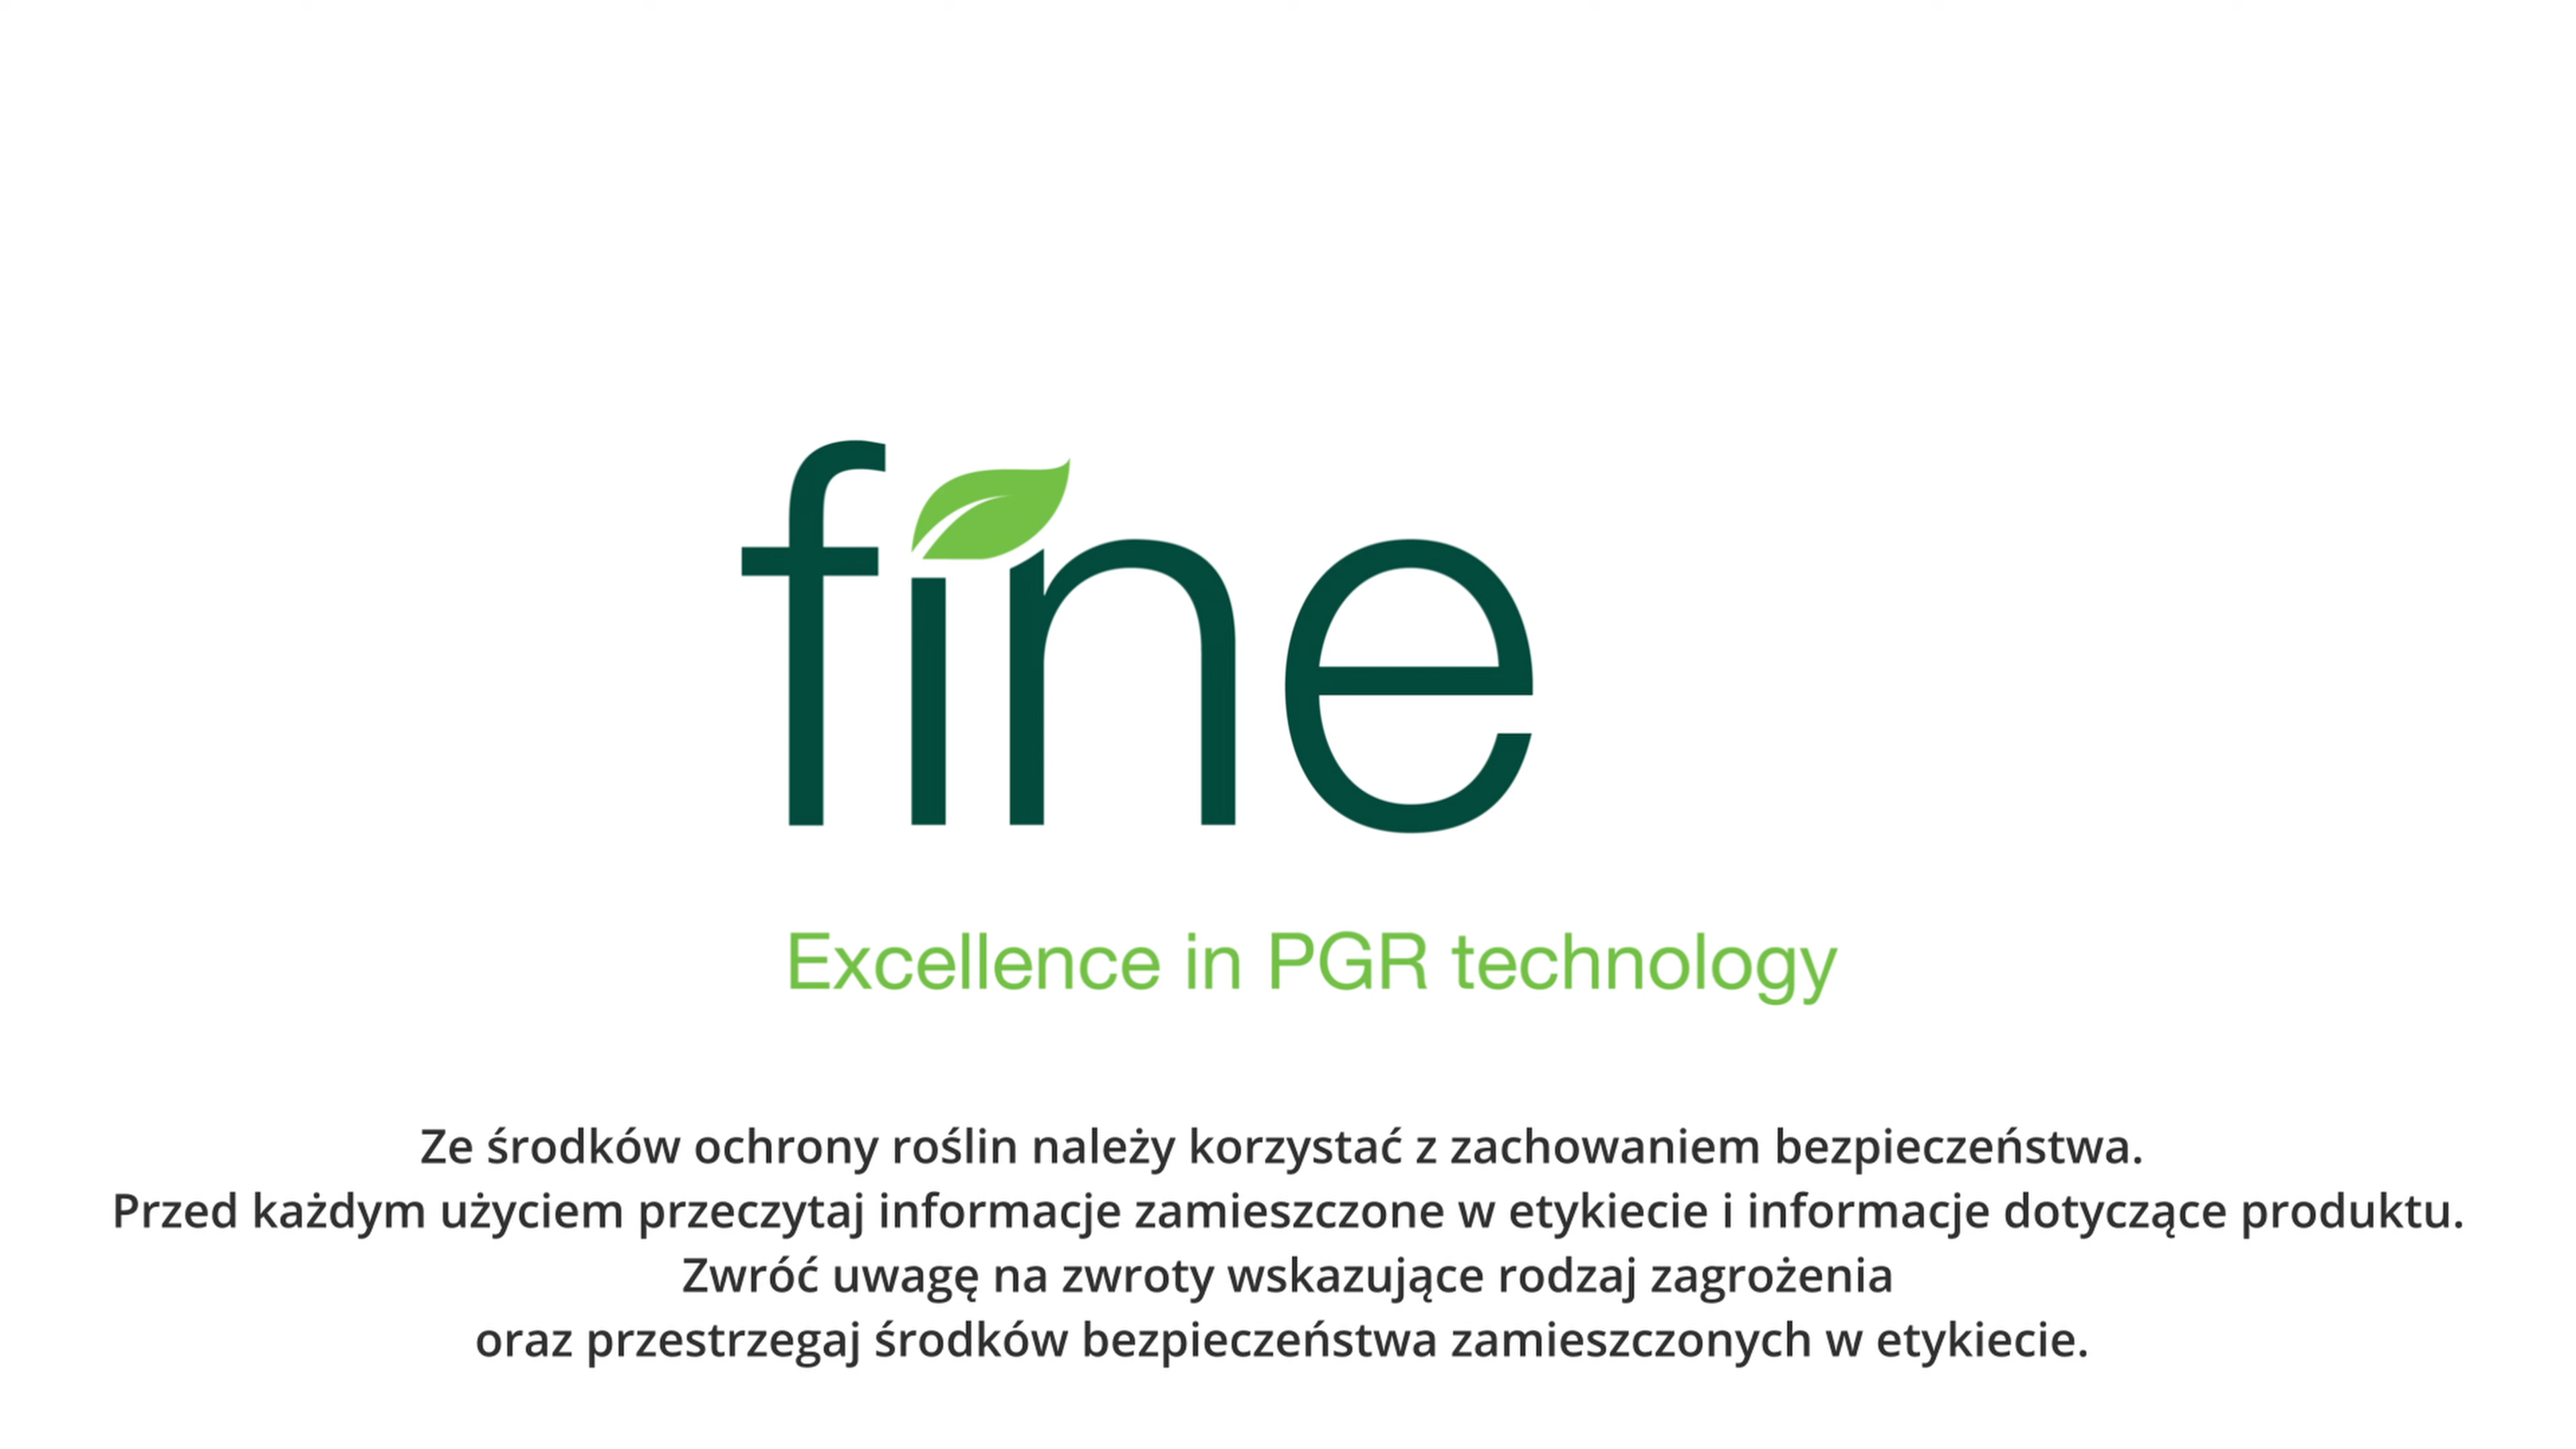 fine
Excellence in PGR technology
Ze środków ochrony roślin należy korzystać z zachowaniem bezpieczeństwa.
Przed każdym użyciem przeczytaj informacje zamieszczone w etykiecie i informacje dotyczące produktu.
Zwróć uwagę na zwroty wskazujące rodzaj zagrożenia
oraz przestrzegaj środków bezpieczeństwa zamieszczonych w etykiecie.